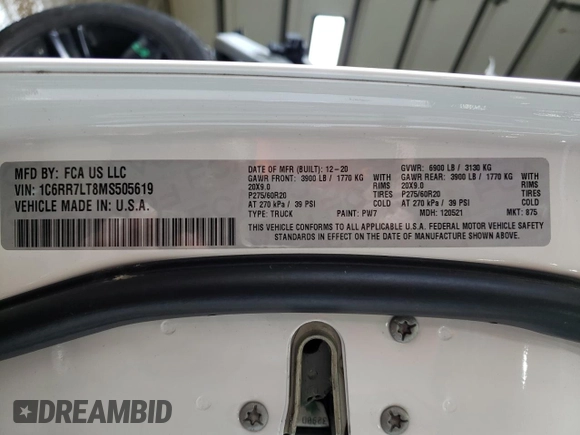 MFD BY: FCA US LLC
VIN: 1C6RR7LT8MS505619
VEHICLE MADE IN: U.S.A.
DATE OF MFR (BUILT): 12-20
GAWR FRONT: 3900 LB / 1770 KG WITH
20X9.0 RIMS
P275/60R20 TIRES
AT 270 kPa / 39 PSI COLD
TYPE: TRUCK PAINT: PW7
GVWR: 6900 LB / 3130 KG
GAWR REAR: 3900 LB / 1770 KG WITH
20X9.0 RIMS
P275/60R20 TIRES
AT 270 kPa / 39 PSI COLD
MDH: 120521 MKT: 875
THIS VEHICLE CONFORMS TO ALL APPLICABLE U.S.A. FEDERAL MOTOR VEHICLE SAFETY
STANDARDS IN EFFECT ON THE DATE OF MANUFACTURE SHOWN ABOVE
DREAMBID